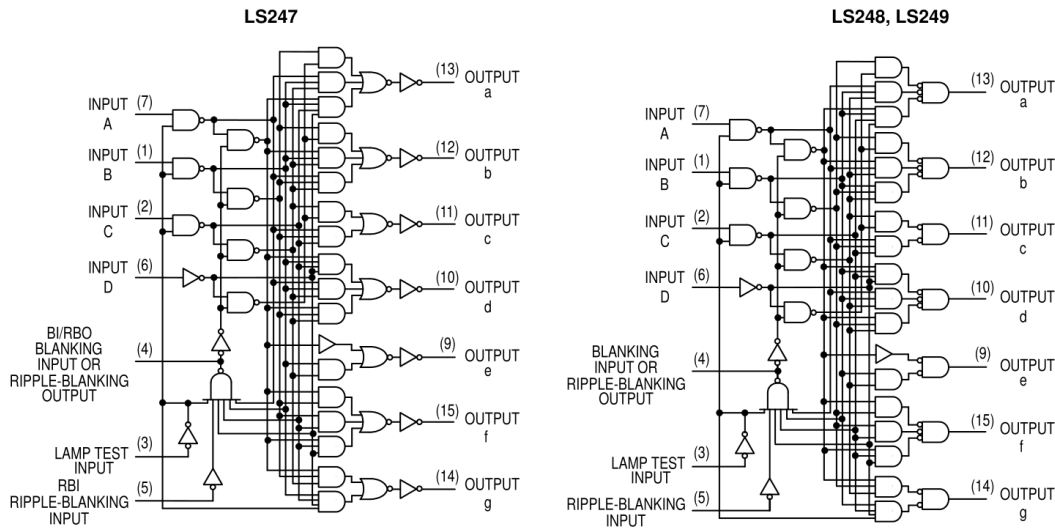 LS247
(13) OUTPUT
a
INPUT (7)
A
INPUT (1)
B
(12) OUTPUT
b
INPUT (2)
C
(11) OUTPUT
c
INPUT (6)
D
(10) OUTPUT
d
BI/RBO
BLANKING (4)
INPUT OR
RIPPLE-BLANKING
OUTPUT
(9) OUTPUT
e
(15) OUTPUT
f
(3)
LAMP TEST
INPUT
RBI (5)
RIPPLE-BLANKING
INPUT
(14) OUTPUT
g
LS248, LS249
(13) OUTPUT
a
INPUT (7)
A
INPUT (1)
B
(12) OUTPUT
b
INPUT (2)
C
(11) OUTPUT
c
INPUT (6)
D
(10) OUTPUT
d
BLANKING (4)
INPUT OR
RIPPLE-BLANKING
OUTPUT
(9) OUTPUT
e
(15) OUTPUT
f
(3)
LAMP TEST
INPUT
(5)
RIPPLE-BLANKING
INPUT
(14) OUTPUT
g